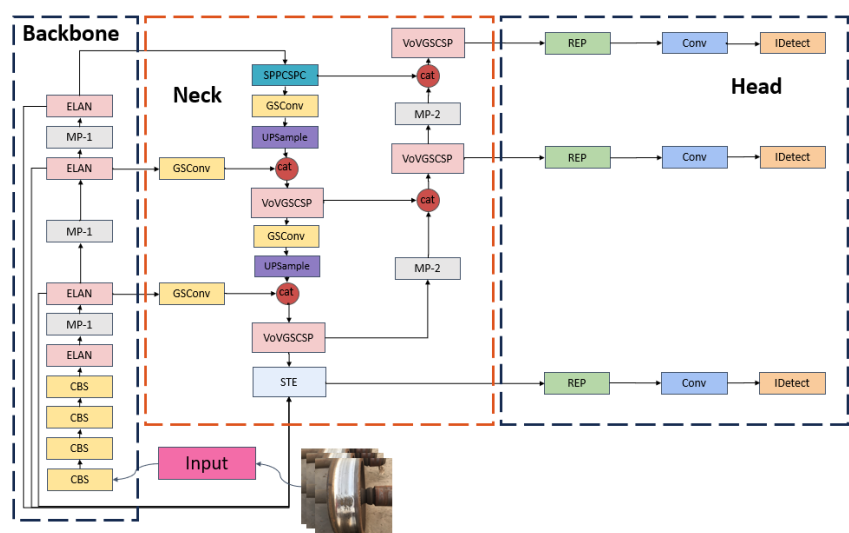 Backbone
ELAN
MP-1
ELAN
MP-1
ELAN
MP-1
ELAN
CBS
CBS
CBS
CBS
Neck
SPPCSPC
GSConv
UPSample
GSConv
cat
VoVGSCSP
GSConv
UPSample
GSConv
cat
VoVGSCSP
STE
VoVGSCSP
cat
MP-2
VoVGSCSP
cat
MP-2
Input
Head
REP
Conv
IDetect
REP
Conv
IDetect
REP
Conv
IDetect